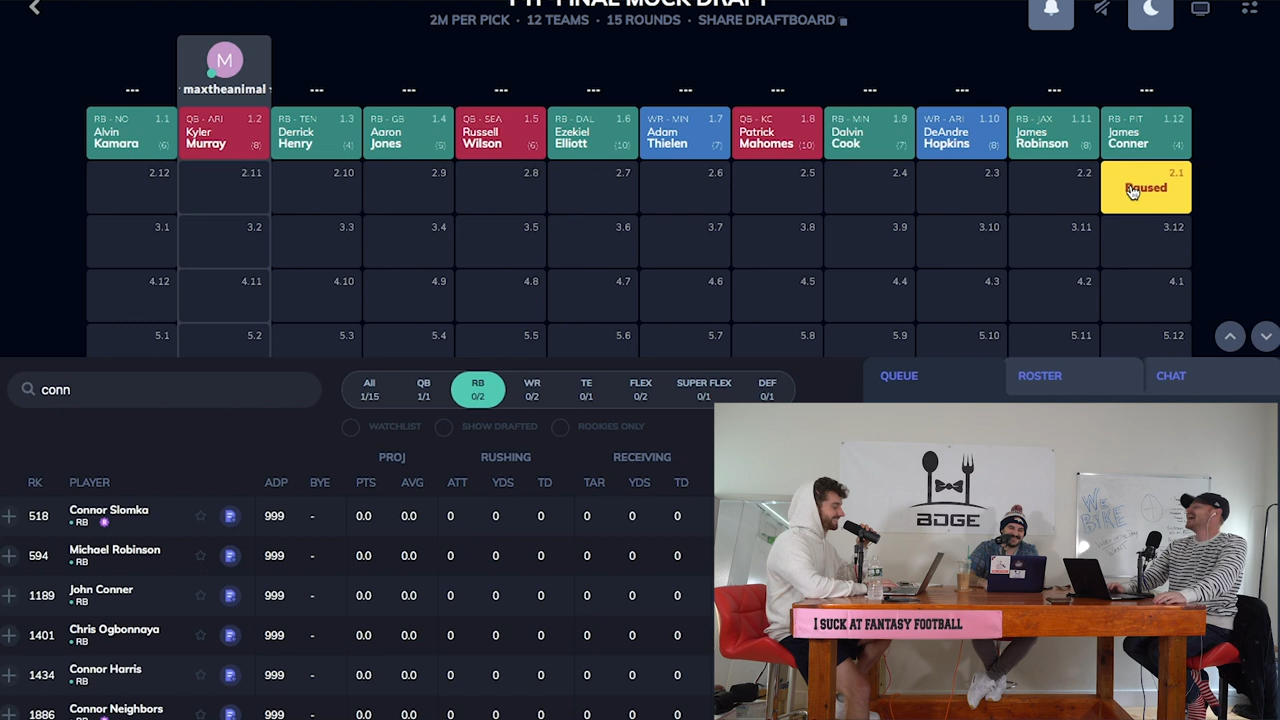 PTF FINAL MOCK DRAFT
2M PER PICK • 12 TEAMS • 15 ROUNDS • SHARE DRAFTBOARD
M
maxtheanimal
--- --- --- --- --- --- --- --- --- --- ---
RB - NO 1.1 Alvin Kamara (6)
QB - ARI 1.2 Kyler Murray (8)
RB - TEN 1.3 Derrick Henry (4)
RB - GB 1.4 Aaron Jones (5)
QB - SEA 1.5 Russell Wilson (6)
RB - DAL 1.6 Ezekiel Elliott (10)
WR - MIN 1.7 Adam Thielen (7)
QB - KC 1.8 Patrick Mahomes (10)
RB - MIN 1.9 Dalvin Cook (7)
WR - ARI 1.10 DeAndre Hopkins (8)
RB - JAX 1.11 James Robinson (8)
RB - PIT 1.12 James Conner (4)
2.12 2.11 2.10 2.9 2.8 2.7 2.6 2.5 2.4 2.3 2.2 2.1
Paused
3.1 3.2 3.3 3.4 3.5 3.6 3.7 3.8 3.9 3.10 3.11 3.12
4.12 4.11 4.10 4.9 4.8 4.7 4.6 4.5 4.4 4.3 4.2 4.1
5.1 5.2 5.3 5.4 5.5 5.6 5.7 5.8 5.9 5.10 5.11 5.12
conn
All QB RB WR TE FLEX SUPER FLEX DEF
1/15 1/1 0/2 0/2 0/1 0/2 0/1 0/1
QUEUE ROSTER CHAT
WATCHLIST SHOW DRAFTED ROOKIES ONLY
PROJ RUSHING RECEIVING
RK PLAYER ADP BYE PTS AVG ATT YDS TD TAR YDS TD
518 Connor Slomka RB 999 - 0.0 0.0 0 0 0 0 0 0
594 Michael Robinson RB 999 - 0.0 0.0 0 0 0 0 0 0
1189 John Conner RB 999 - 0.0 0.0 0 0 0 0 0 0
1401 Chris Ogbonnaya RB 999 - 0.0 0.0 0 0 0 0 0 0
1434 Connor Harris RB 999 - 0.0 0.0 0 0 0 0 0 0
1886 Connor Neighbors RB 999 - 0.0 0.0 0 0 0 0 0 0
BDGE
WE
I SUCK AT FANTASY FOOTBALL